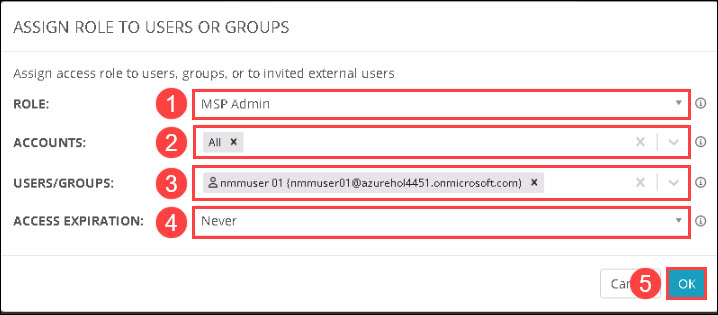 ASSIGN ROLE TO USERS OR GROUPS
Assign access role to users, groups, or to invited external users
ROLE: 1 MSP Admin
ACCOUNTS: 2 All
USERS/GROUPS: 3 nmmuser 01 (nmmuser01@azurehol4451.onmicrosoft.com)
ACCESS EXPIRATION: 4 Never
5 OK